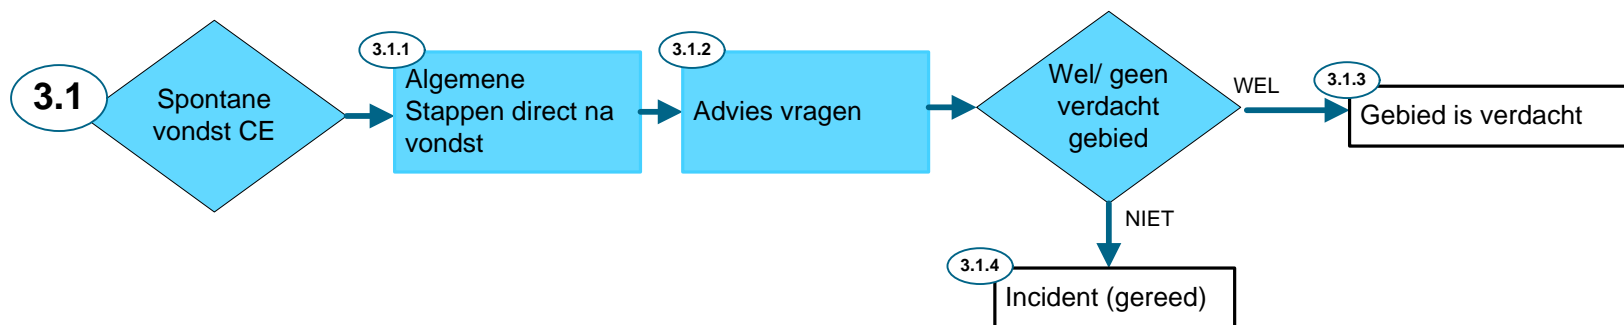 3.1
Spontane
vondst CE
3.1.1
Algemene
Stappen direct na
vondst
3.1.2
Advies vragen
Wel/ geen
verdacht
gebied
WEL
3.1.3
Gebied is verdacht
NIET
3.1.4
Incident (gereed)